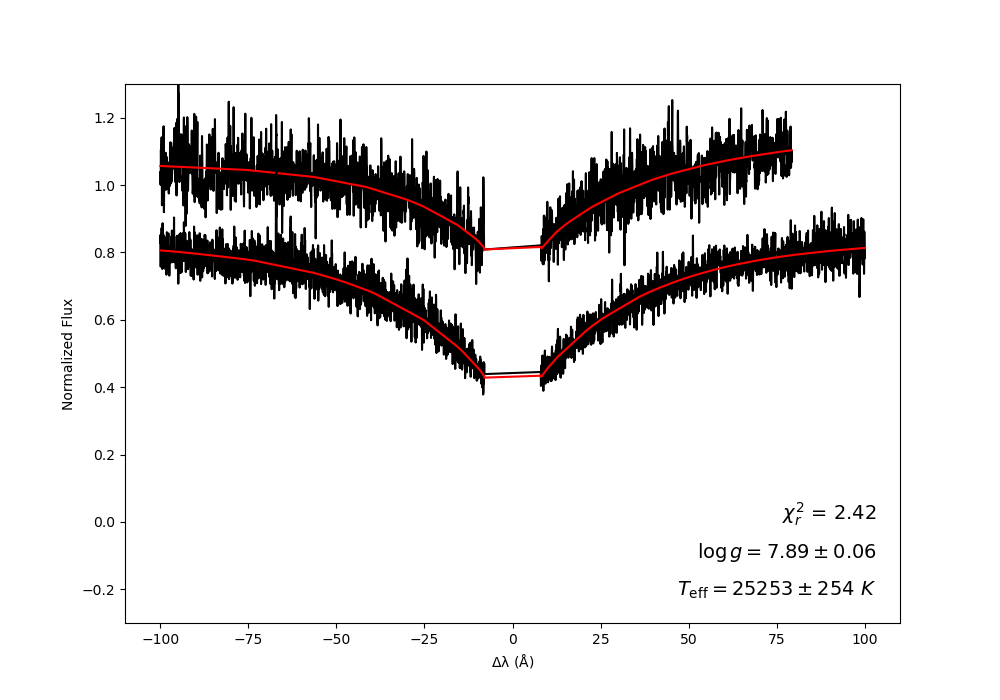 1.2
1.0
0.8
0.6
0.4
0.2
0.0
−0.2
Normalized Flux
χ²ᵣ = 2.42
log g = 7.89 ± 0.06
T_eff = 25253 ± 254 K
−100 −75 −50 −25 0 25 50 75 100
Δλ (Å)